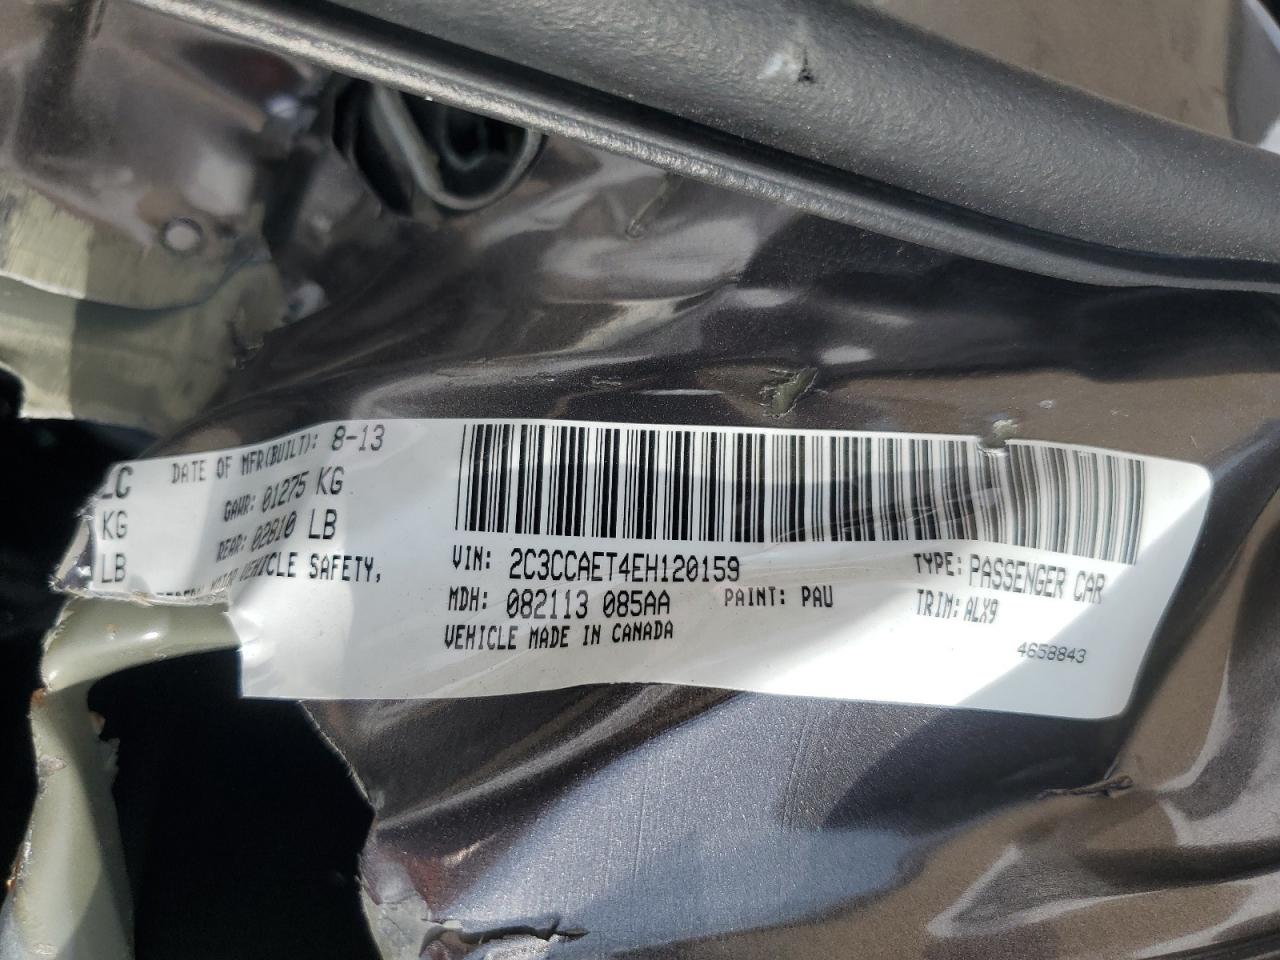 LC DATE OF MFR(BUILT): 8-13
KG GAWR: 01275 KG
LB REAR: 02810 LB
VEHICLE SAFETY,
VIN: 2C3CCAET4EH120159 TYPE: PASSENGER CAR
MDH: 082113 085AA PAINT: PAU TRIM: ALX9
VEHICLE MADE IN CANADA
4658843